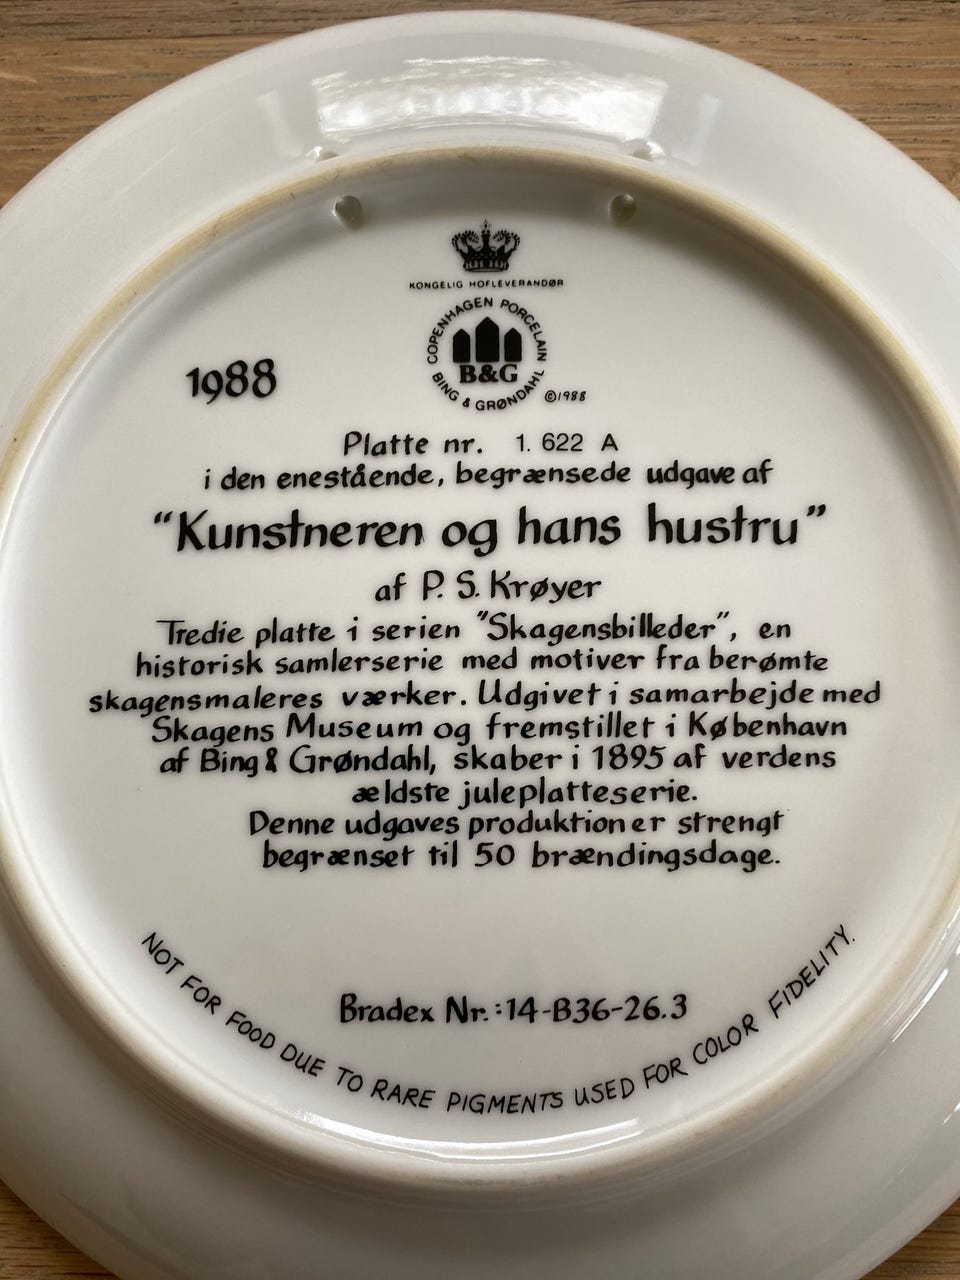 KONGELIG HOFLEVERANDØR
COPENHAGEN PORCELAIN
B&G
BING & GRØNDAHL
©1988
1988
Platte nr. 1. 622 A
i den enestående, begrænsede udgave af
"Kunstneren og hans hustru"
af P. S. Krøyer
Tredie platte i serien "Skagensbilleder", en
historisk samlerserie med motiver fra berømte
skagensmaleres værker. Udgivet i samarbejde med
Skagens Museum og fremstillet i København
af Bing & Grøndahl, skaber i 1895 af verdens
ældste juleplatteserie.
Denne udgaves produktion er strengt
begrænset til 50 brændingsdage.
Bradex Nr.:14-B36-26.3
NOT FOR FOOD DUE TO RARE PIGMENTS USED FOR COLOR FIDELITY.